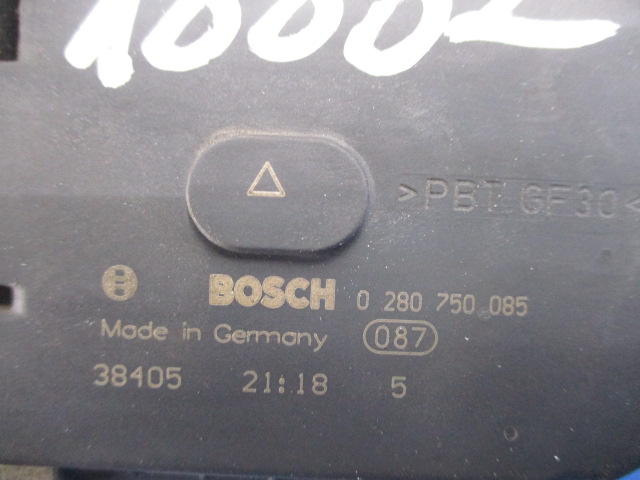 >PBT GF30<
BOSCH 0 280 750 085
Made in Germany 087
38405 21:18 5